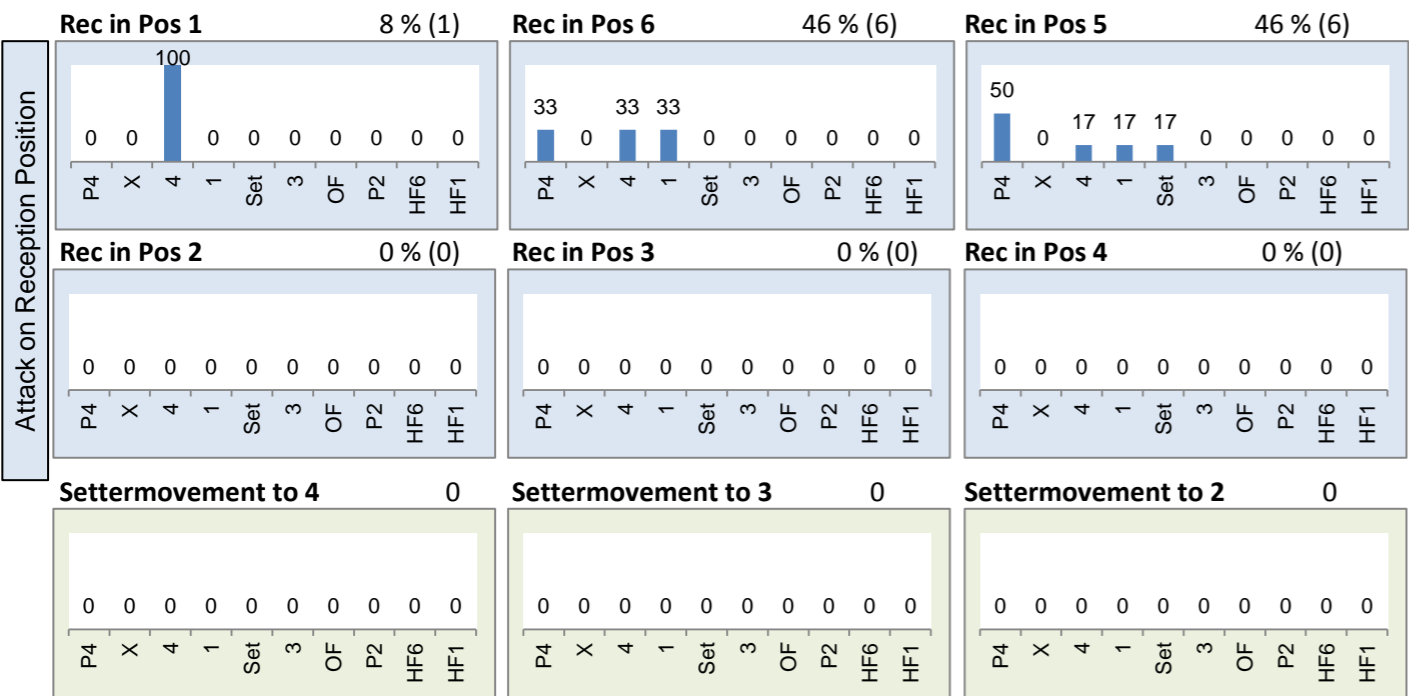 Attack on Reception Position
Rec in Pos 1 8 % (1)
100
0 0 0 0 0 0 0 0 0
P4 X 4 1 Set 3 OF P2 HF6 HF1
Rec in Pos 6 46 % (6)
33 0 33 33 0 0 0 0 0 0
P4 X 4 1 Set 3 OF P2 HF6 HF1
Rec in Pos 5 46 % (6)
50 0 17 17 17 0 0 0 0 0
P4 X 4 1 Set 3 OF P2 HF6 HF1
Rec in Pos 2 0 % (0)
0 0 0 0 0 0 0 0 0 0
P4 X 4 1 Set 3 OF P2 HF6 HF1
Rec in Pos 3 0 % (0)
0 0 0 0 0 0 0 0 0 0
P4 X 4 1 Set 3 OF P2 HF6 HF1
Rec in Pos 4 0 % (0)
0 0 0 0 0 0 0 0 0 0
P4 X 4 1 Set 3 OF P2 HF6 HF1
Settermovement to 4 0
0 0 0 0 0 0 0 0 0 0
P4 X 4 1 Set 3 OF P2 HF6 HF1
Settermovement to 3 0
0 0 0 0 0 0 0 0 0 0
P4 X 4 1 Set 3 OF P2 HF6 HF1
Settermovement to 2 0
0 0 0 0 0 0 0 0 0 0
P4 X 4 1 Set 3 OF P2 HF6 HF1